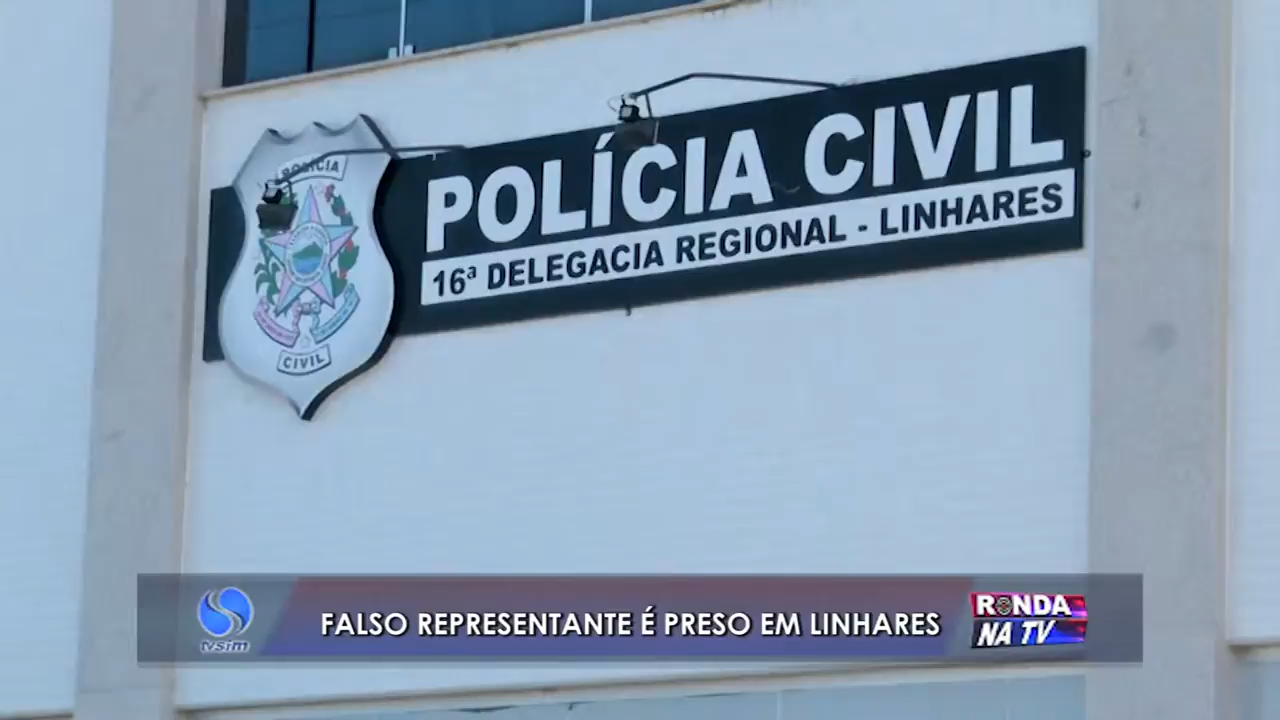 POLÍCIA CIVIL
16ª DELEGACIA REGIONAL - LINHARES
POLÍCIA
CIVIL
tvsim
FALSO REPRESENTANTE É PRESO EM LINHARES
RONDA
NA TV